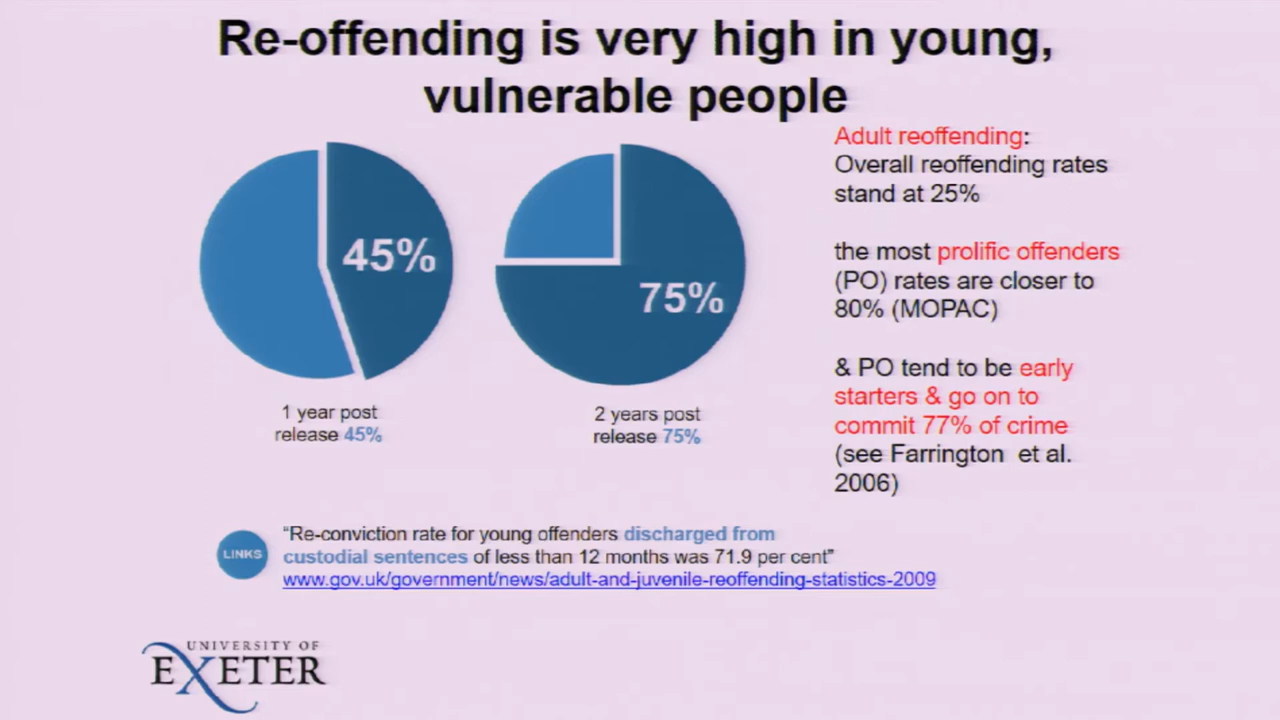 Re-offending is very high in young,
vulnerable people
45%
75%
1 year post
release 45%
2 years post
release 75%
Adult reoffending:
Overall reoffending rates
stand at 25%
the most prolific offenders
(PO) rates are closer to
80% (MOPAC)
& PO tend to be early
starters & go on to
commit 77% of crime
(see Farrington et al.
2006)
LINKS
“Re-conviction rate for young offenders discharged from
custodial sentences of less than 12 months was 71.9 per cent”
www.gov.uk/government/news/adult-and-juvenile-reoffending-statistics-2009
UNIVERSITY OF
EXETER